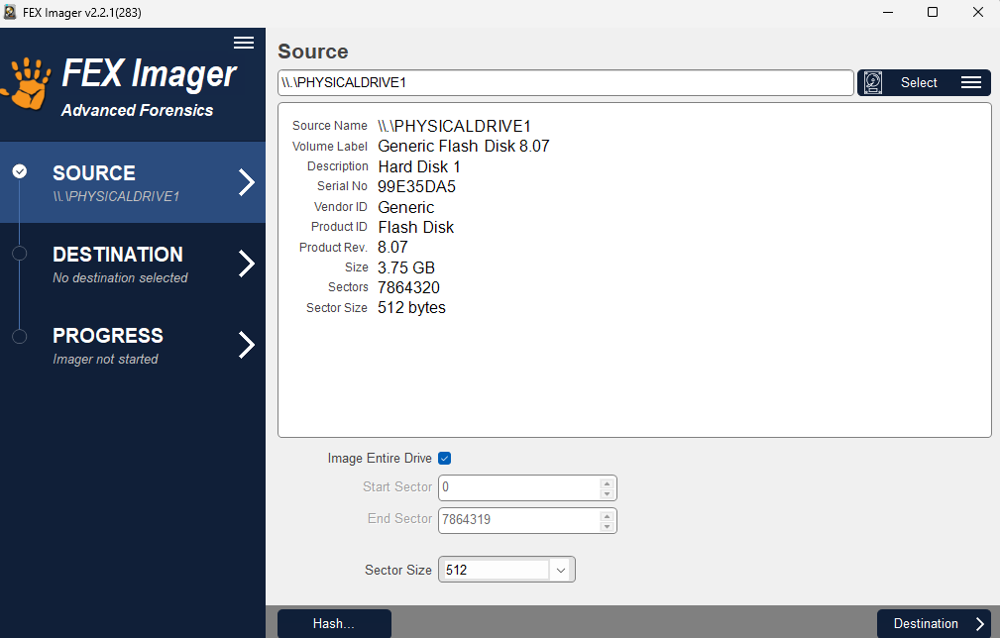 FEX Imager v2.2.1(283)
FEX Imager
Advanced Forensics
SOURCE
\\.\PHYSICALDRIVE1
DESTINATION
No destination selected
PROGRESS
Imager not started
Source
\\.\PHYSICALDRIVE1
Select
Source Name \\.\PHYSICALDRIVE1
Volume Label Generic Flash Disk 8.07
Description Hard Disk 1
Serial No 99E35DA5
Vendor ID Generic
Product ID Flash Disk
Product Rev. 8.07
Size 3.75 GB
Sectors 7864320
Sector Size 512 bytes
Image Entire Drive
Start Sector 0
End Sector 7864319
Sector Size 512
Hash...
Destination